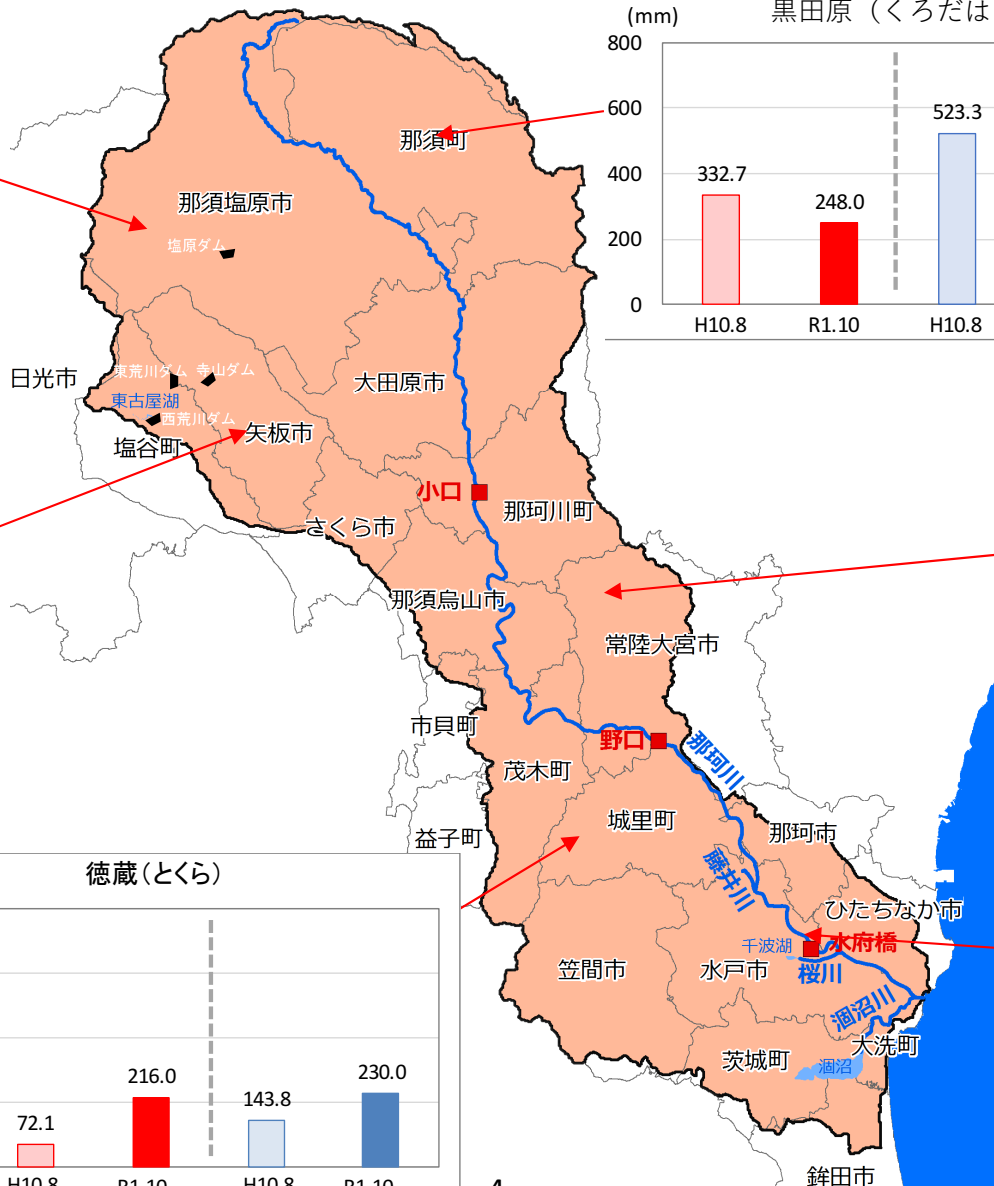 (mm)
黒田原（くろだは
800
600
400
200
0
332.7
248.0
523.3
H10.8
R1.10
H10.8
那須町
那須塩原市
塩原ダム
日光市
東荒川ダム
寺山ダム
東古屋湖
西荒川ダム
大田原市
矢板市
塩谷町
小口
那珂川町
さくら市
那須烏山市
常陸大宮市
市貝町
野口
那珂川
茂木町
城里町
那珂市
益子町
藤井川
ひたちなか市
千波湖
水府橋
笠間市
水戸市
桜川
涸沼川
大洗町
茨城町
涸沼
鉾田市
徳蔵（とくら）
72.1
216.0
143.8
230.0
H10.8
R1.10
H10.8
R1.10